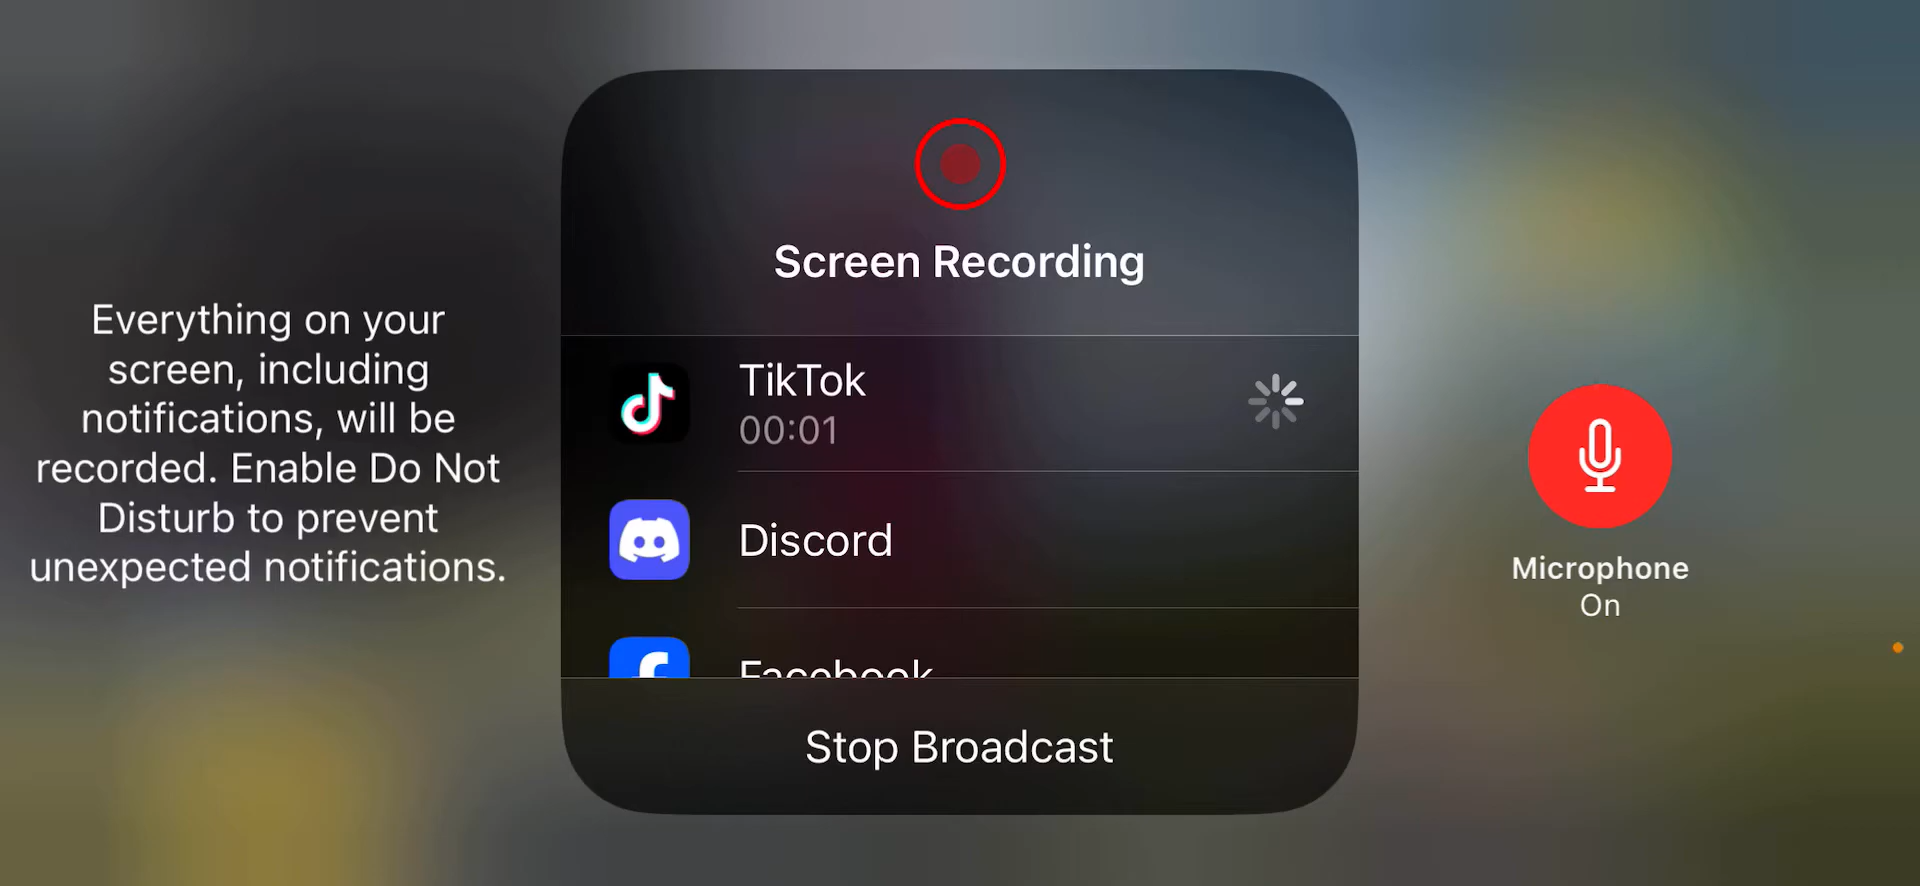 Everything on your
screen, including
notifications, will be
recorded. Enable Do Not
Disturb to prevent
unexpected notifications.
Screen Recording
TikTok
00:01
Discord
Facebook
Stop Broadcast
Microphone
On